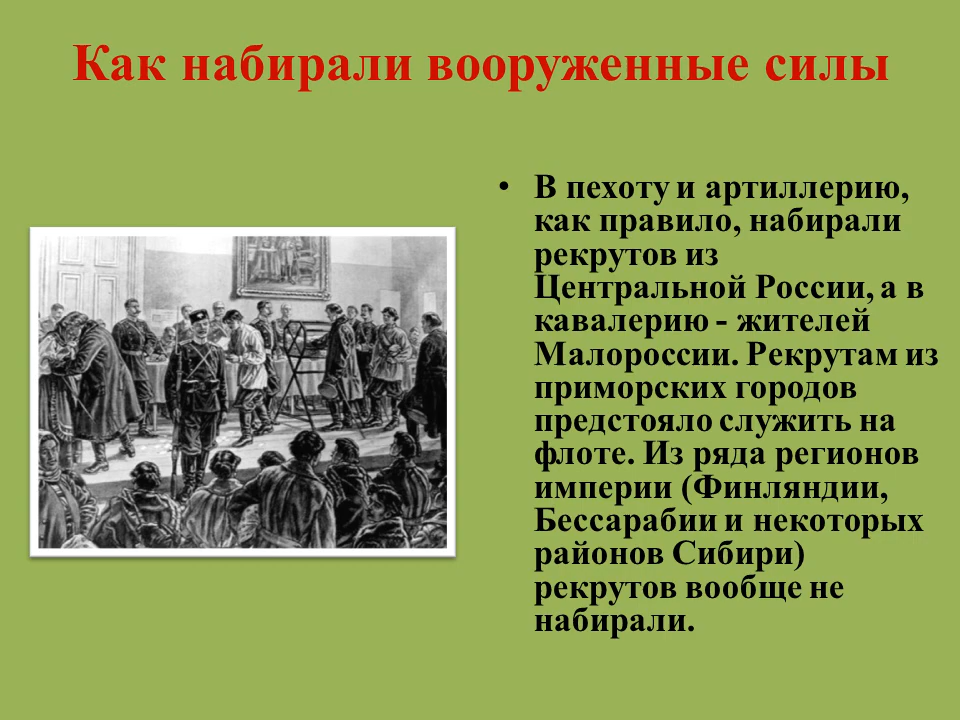 Как набирали вооруженные силы
• В пехоту и артиллерию,
как правило, набирали
рекрутов из
Центральной России, а в
кавалерию - жителей
Малороссии. Рекрутам из
приморских городов
предстояло служить на
флоте. Из ряда регионов
империи (Финляндии,
Бессарабии и некоторых
районов Сибири)
рекрутов вообще не
набирали.